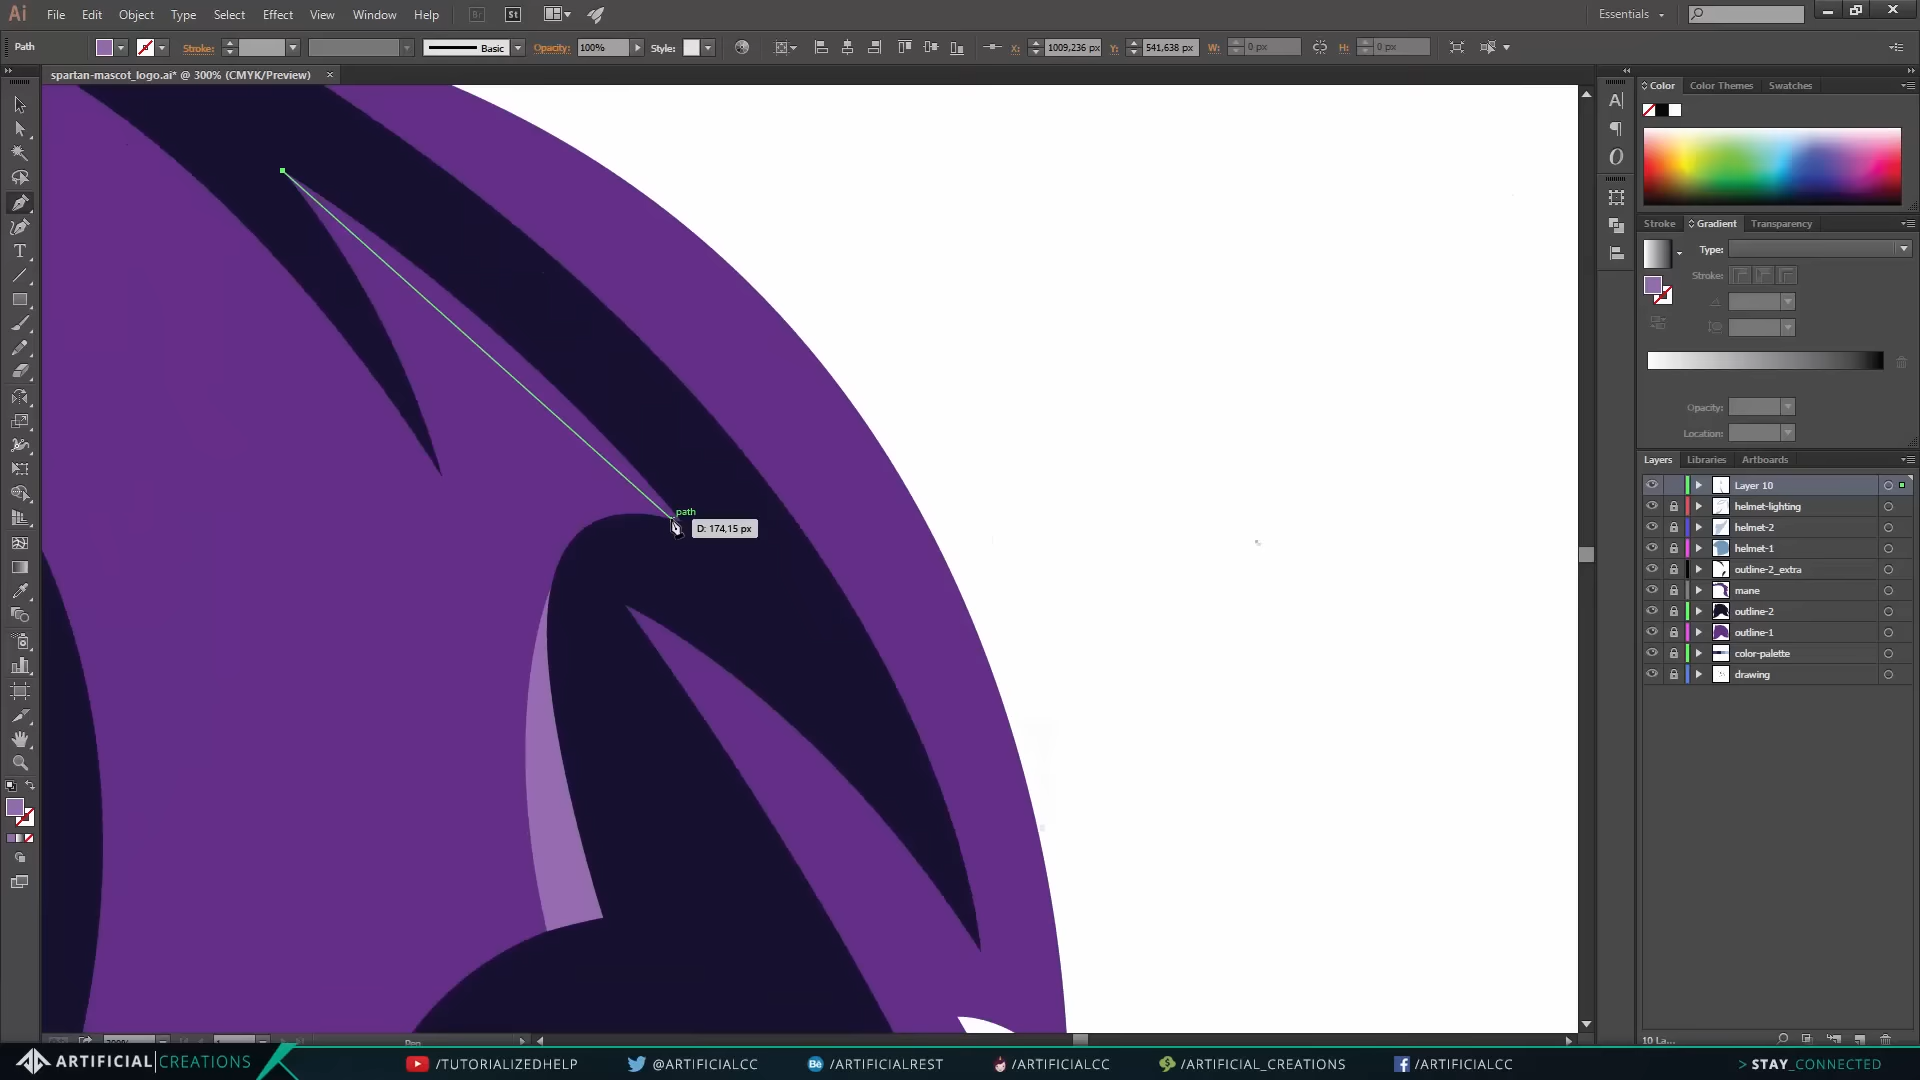 Ai File Edit Object Type Select Effect View Window Help Br St Essentials
Path Stroke: Basic Opacity: 100% Style: X: 1009,236 px Y: 541,638 px W: 0 px H: 0 px
spartan-mascot_logo.ai* @ 300% (CMYK/Preview)
Color Color Themes Swatches
Stroke Gradient Transparency
Type:
Stroke:
Opacity:
Location:
Layers Libraries Artboards
Layer 10
helmet-lighting
helmet-2
helmet-1
outline-2_extra
mane
outline-2
outline-1
color-palette
drawing
path
D: 174,15 px
10 La...
ARTIFICIAL CREATIONS /TUTORIALIZEDHELP @ARTIFICIALCC /ARTIFICIALREST /ARTIFICIALCC /ARTIFICIAL_CREATIONS /ARTIFICIALCC > STAY_CONNECTED